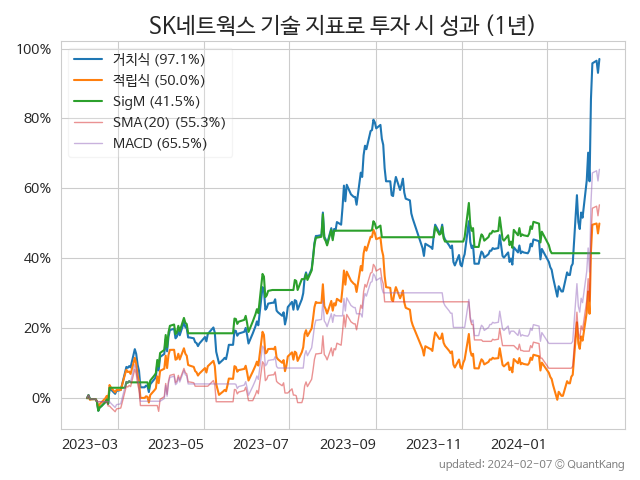 SK네트웍스 기술 지표로 투자 시 성과 (1년)
100%
80%
60%
40%
20%
0%
거치식 (97.1%)
적립식 (50.0%)
SigM (41.5%)
SMA(20) (55.3%)
MACD (65.5%)
2023-03 2023-05 2023-07 2023-09 2023-11 2024-01
updated: 2024-02-07 © QuantKang